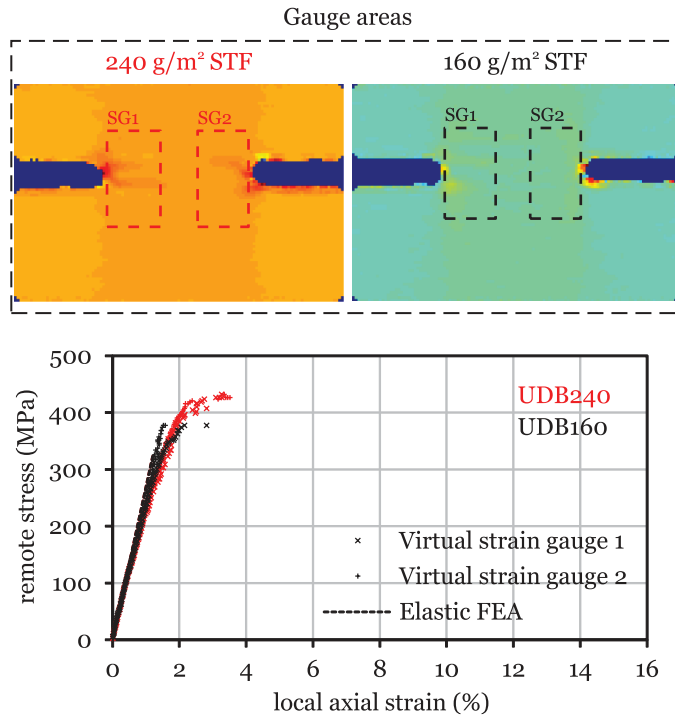 Gauge areas
240 g/m² STF
160 g/m² STF
SG1
SG2
SG1
SG2
500
400
300
200
100
0
remote stress (MPa)
UDB240
UDB160
Virtual strain gauge 1
Virtual strain gauge 2
Elastic FEA
0 2 4 6 8 10 12 14 16
local axial strain (%)